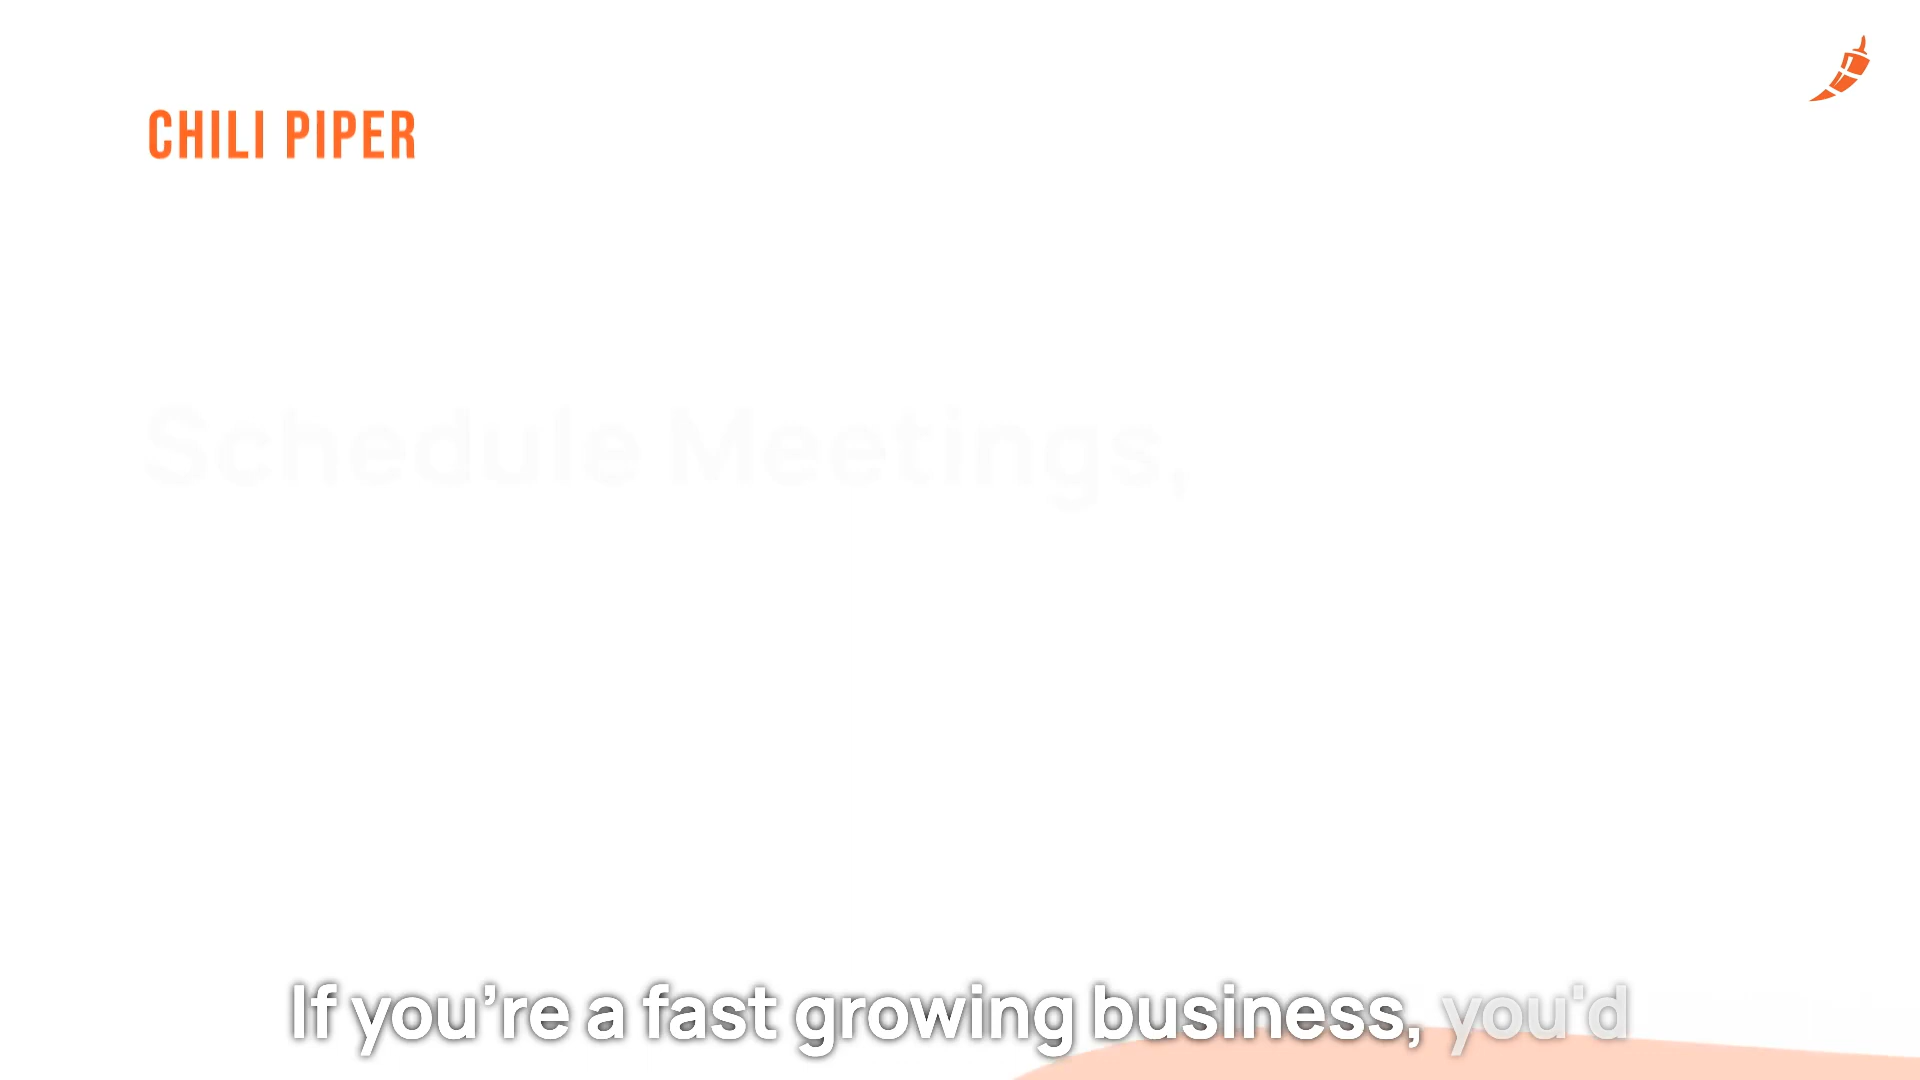 CHILI PIPER
Schedule Meetings,
If you’re a fast growing business, you'd